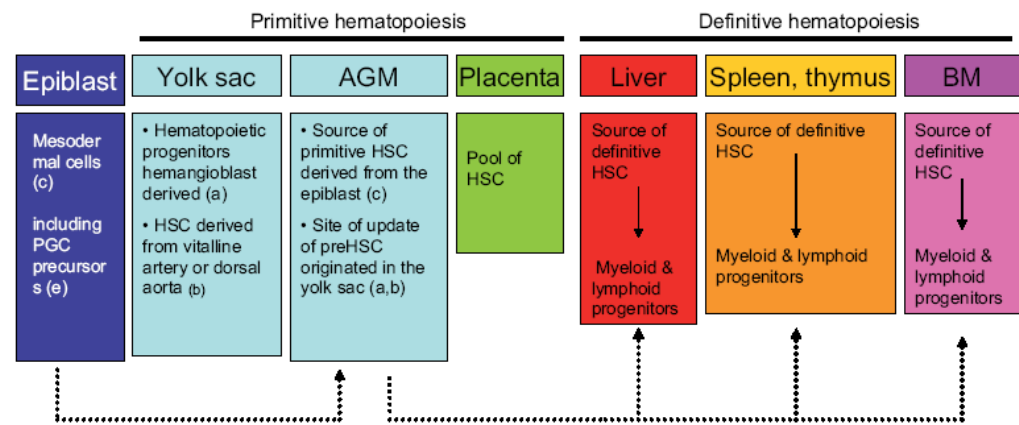 Primitive hematopoiesis
Definitive hematopoiesis
Epiblast
Yolk sac
AGM
Placenta
Liver
Spleen, thymus
BM
Mesoder
mal cells
(c)
including
PGC
precursor
s (e)
• Hematopoietic
progenitors
hemangioblast
derived (a)
• HSC derived
from vitalline
artery or dorsal
aorta (b)
• Source of
primitive HSC
derived from the
epiblast (c)
• Site of update
of preHSC
originated in the
yolk sac (a,b)
Pool of
HSC
Source of
definitive
HSC
Myeloid &
lymphoid
progenitors
Source of definitive
HSC
Myeloid & lymphoid
progenitors
Source of
definitive
HSC
Myeloid &
lymphoid
progenitors